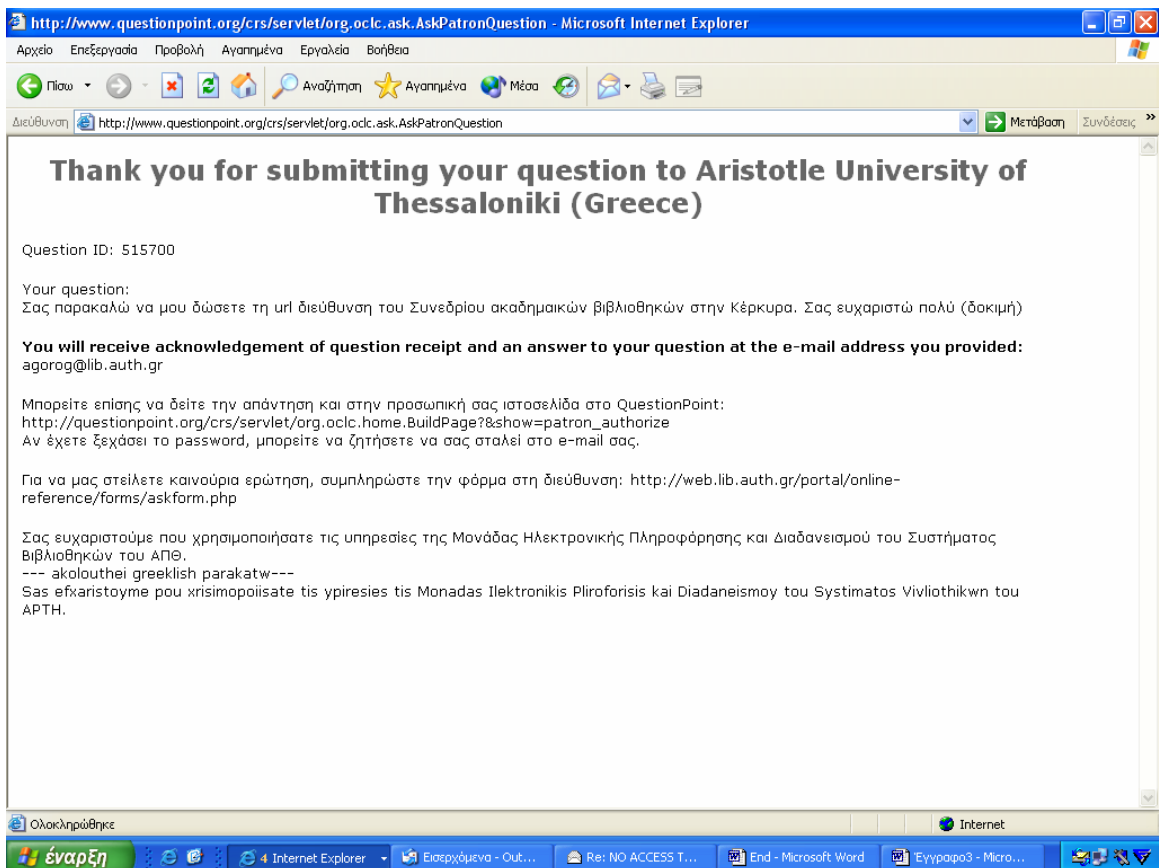 http://www.questionpoint.org/crs/servlet/org.oclc.ask.AskPatronQuestion - Microsoft Internet Explorer
Αρχείο Επεξεργασία Προβολή Αγαπημένα Εργαλεία Βοήθεια
Πίσω Αναζήτηση Αγαπημένα Μέσα
Διεύθυνση http://www.questionpoint.org/crs/servlet/org.oclc.ask.AskPatronQuestion Μετάβαση Συνδέσεις »
Thank you for submitting your question to Aristotle University of
Thessaloniki (Greece)
Question ID: 515700
Your question:
Σας παρακαλώ να μου δώσετε τη url διεύθυνση του Συνεδρίου ακαδημαικών βιβλιοθηκών στην Κέρκυρα. Σας ευχαριστώ πολύ (δοκιμή)
You will receive acknowledgement of question receipt and an answer to your question at the e-mail address you provided:
agorog@lib.auth.gr
Μπορείτε επίσης να δείτε την απάντηση και στην προσωπική σας ιστοσελίδα στο QuestionPoint:
http://questionpoint.org/crs/servlet/org.oclc.home.BuildPage?&show=patron_authorize
Αν έχετε ξεχάσει το password, μπορείτε να ζητήσετε να σας σταλεί στο e-mail σας.
Για να μας στείλετε καινούρια ερώτηση, συμπληρώστε την φόρμα στη διεύθυνση: http://web.lib.auth.gr/portal/online-
reference/forms/askform.php
Σας ευχαριστούμε που χρησιμοποιήσατε τις υπηρεσίες της Μονάδας Ηλεκτρονικής Πληροφόρησης και Διαδανεισμού του Συστήματος
Βιβλιοθηκών του ΑΠΘ.
--- akolouthei greeklish parakatw---
Sas efxaristoyme pou xrisimopoiisate tis ypiresies tis Monadas Ilektronikis Pliroforisis kai Diadaneismoy tou Systimatos Vivliothikwn tou
APTH.
Ολοκληρώθηκε Internet
έναρξη 4 Internet Explorer Εισερχόμενα - Out... Re: NO ACCESS T... End - Microsoft Word Έγγραφο3 - Micro...